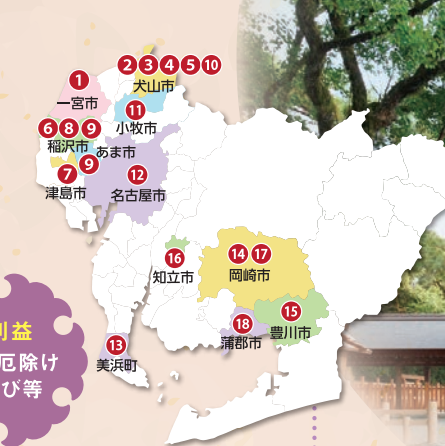 ② ③ ④ ⑤ ⑩
犬山市
①
一宮市
⑪
小牧市
⑥ ⑧ ⑨
稲沢市
⑨
あま市
⑦
津島市
⑫
名古屋市
⑯
知立市
⑭ ⑰
岡崎市
⑮
豊川市
⑱
蒲郡市
⑬
美浜町
利益
厄除け
び等